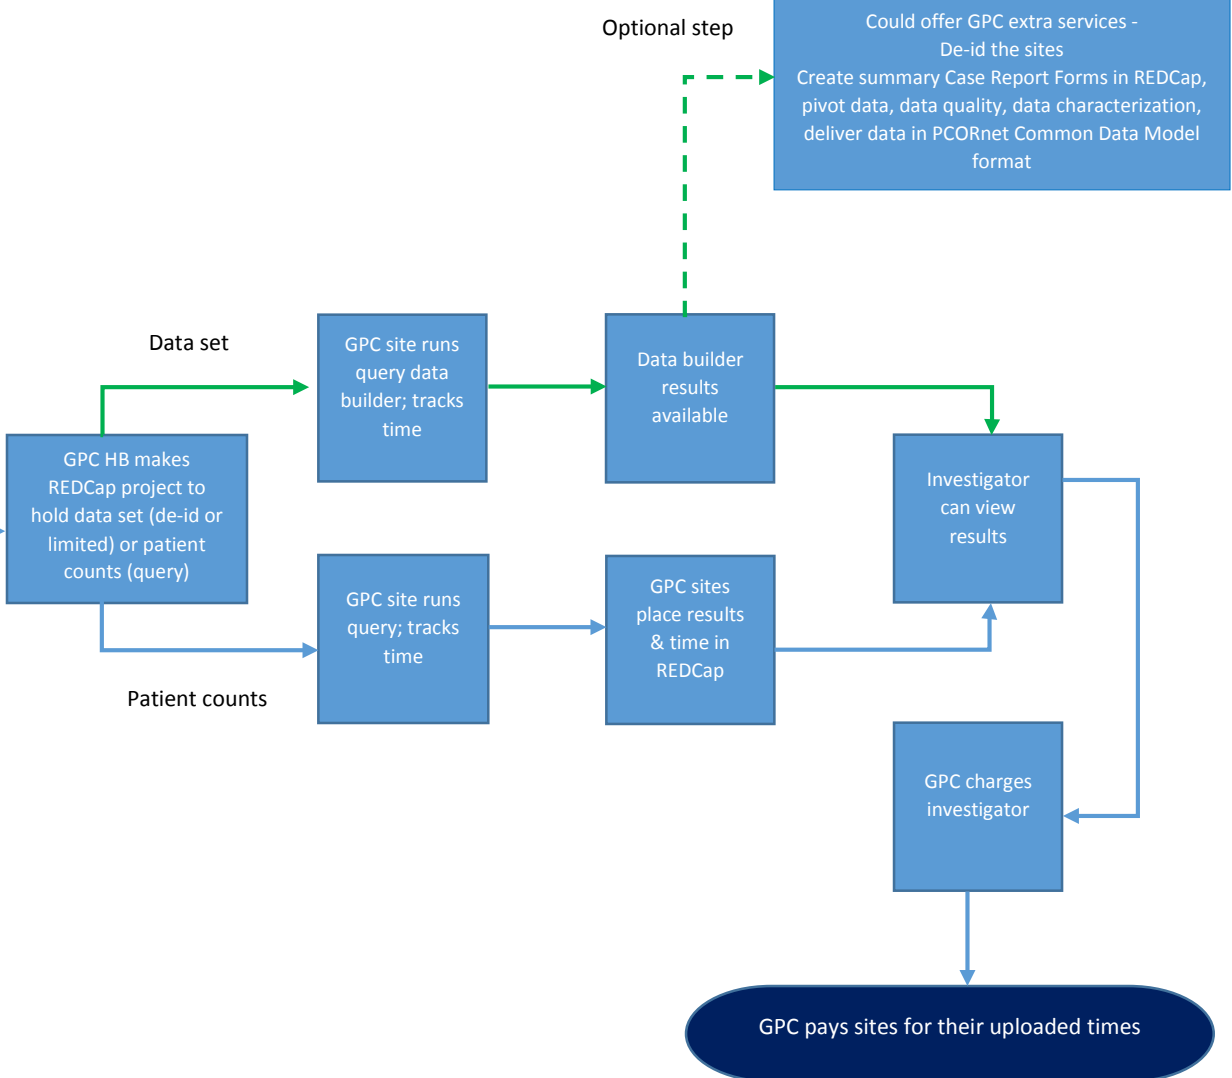 Optional step
Could offer GPC extra services -
De-id the sites
Create summary Case Report Forms in REDCap,
pivot data, data quality, data characterization,
deliver data in PCORnet Common Data Model
format
Data set
GPC site runs
query data
builder; tracks
time
Data builder
results
available
GPC HB makes
REDCap project to
hold data set (de-id or
limited) or patient
counts (query)
Investigator
can view
results
GPC site runs
query; tracks
time
GPC sites
place results
& time in
REDCap
Patient counts
GPC charges
investigator
GPC pays sites for their uploaded times